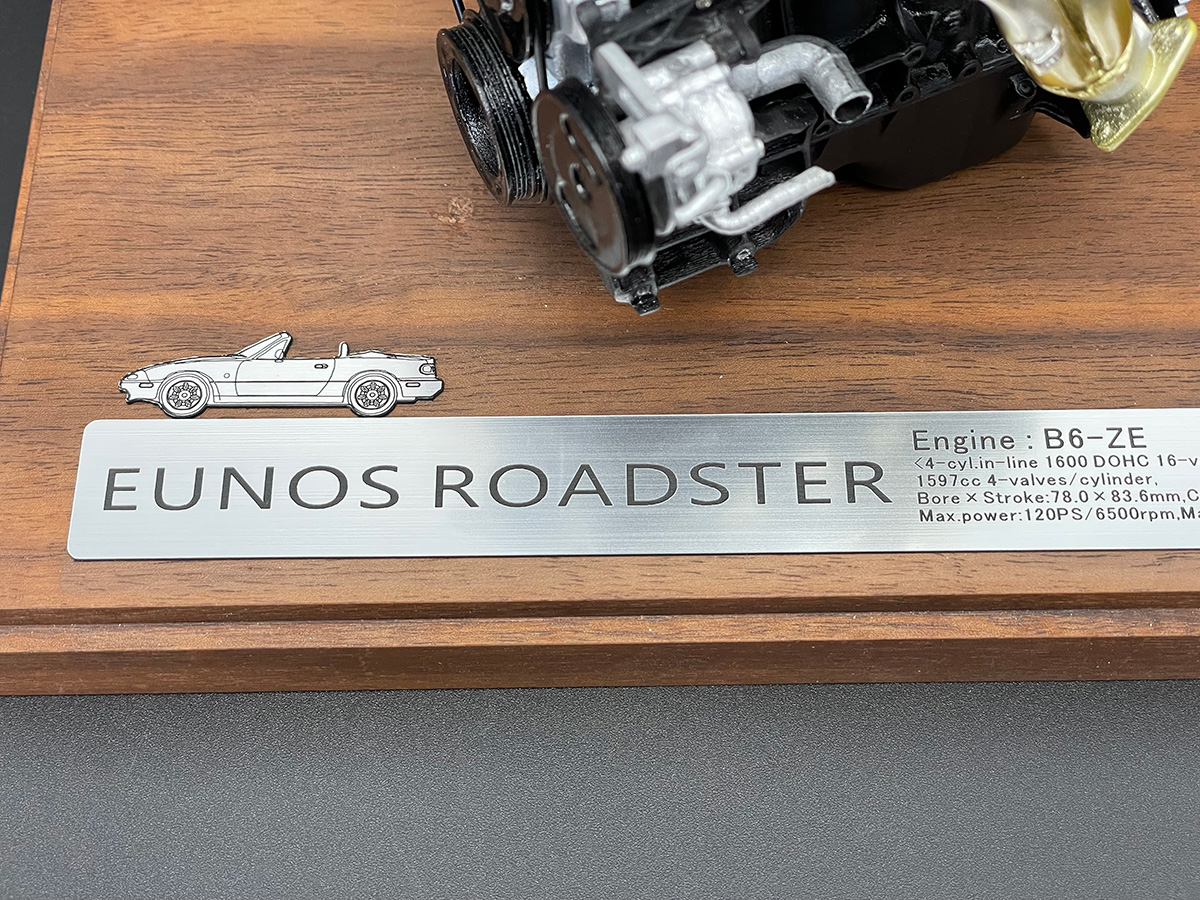 EUNOS ROADSTER
Engine : B6-ZE
<4-cyl.in-line 1600 DOHC 16-v
1597cc 4-valves/cylinder,
Bore×Stroke:78.0×83.6mm,C
Max.power:120PS/6500rpm,Ma